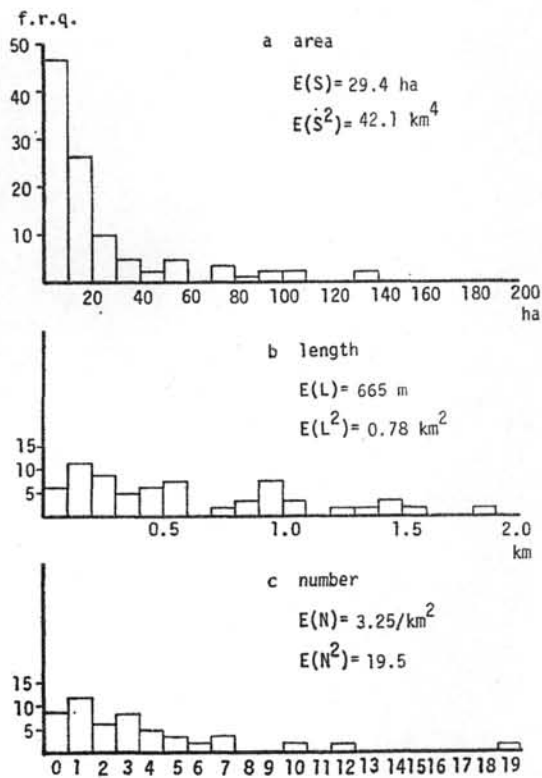 f.r.q.
50
40
30
20
10
a area
E(S)= 29.4 ha
E(S²)= 42.1 km⁴
20 40 60 80 100 120 140 160 180 200
ha
b length
E(L)= 665 m
E(L²)= 0.78 km²
15
10
5
0.5 1.0 1.5 2.0
km
c number
E(N)= 3.25/km²
E(N²)= 19.5
15
10
5
0 1 2 3 4 5 6 7 8 9 10 11 12 13 14 15 16 17 18 19